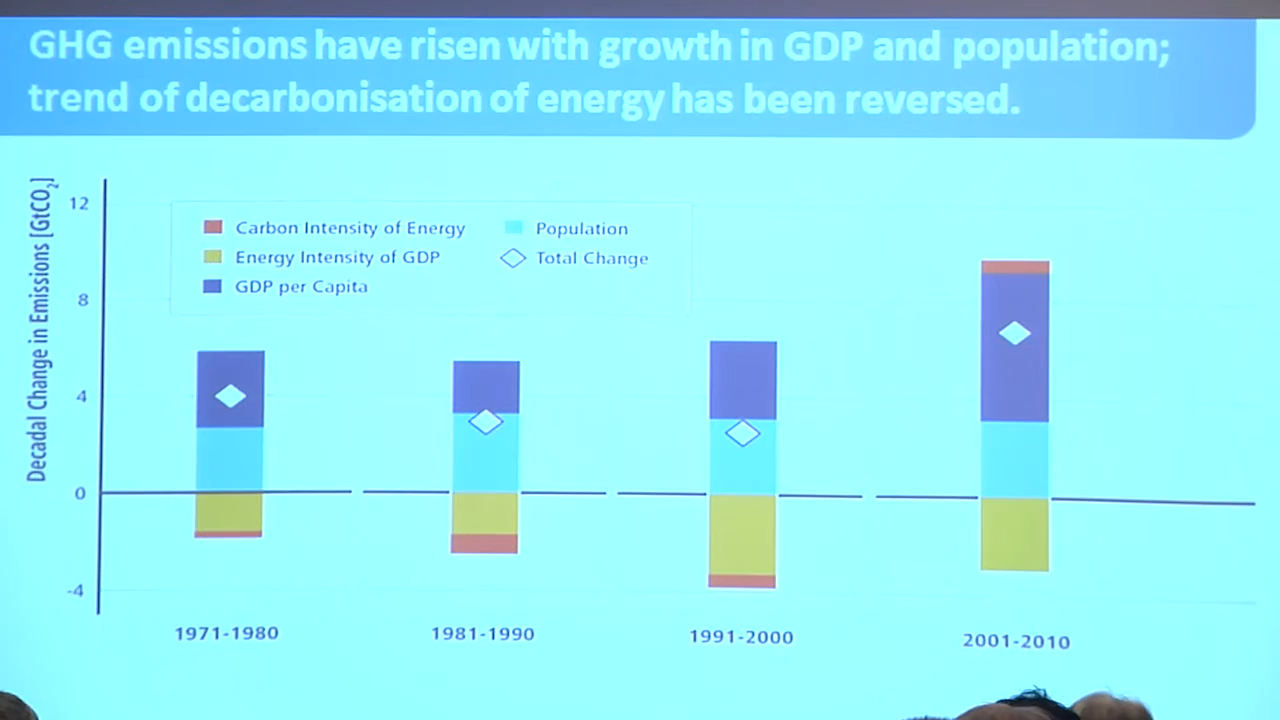 GHG emissions have risen with growth in GDP and population;
trend of decarbonisation of energy has been reversed.
Decadal Change in Emissions [GtCO₂]
12
8
4
0
-4
Carbon Intensity of Energy
Energy Intensity of GDP
GDP per Capita
Population
Total Change
1971-1980
1981-1990
1991-2000
2001-2010